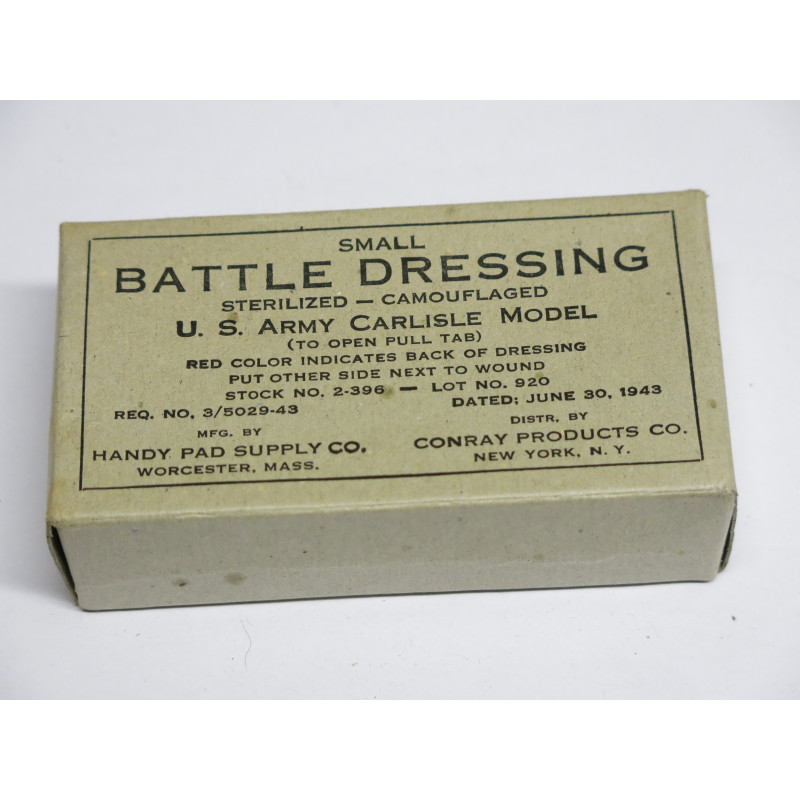 SMALL
BATTLE DRESSING
STERILIZED — CAMOUFLAGED
U. S. ARMY CARLISLE MODEL
(TO OPEN PULL TAB)
RED COLOR INDICATES BACK OF DRESSING
PUT OTHER SIDE NEXT TO WOUND
STOCK NO. 2-396 — LOT NO. 920
REQ. NO. 3/5029-43 DATED; JUNE 30, 1943
MFG. BY DISTR. BY
HANDY PAD SUPPLY CO. CONRAY PRODUCTS CO.
WORCESTER, MASS. NEW YORK, N. Y.